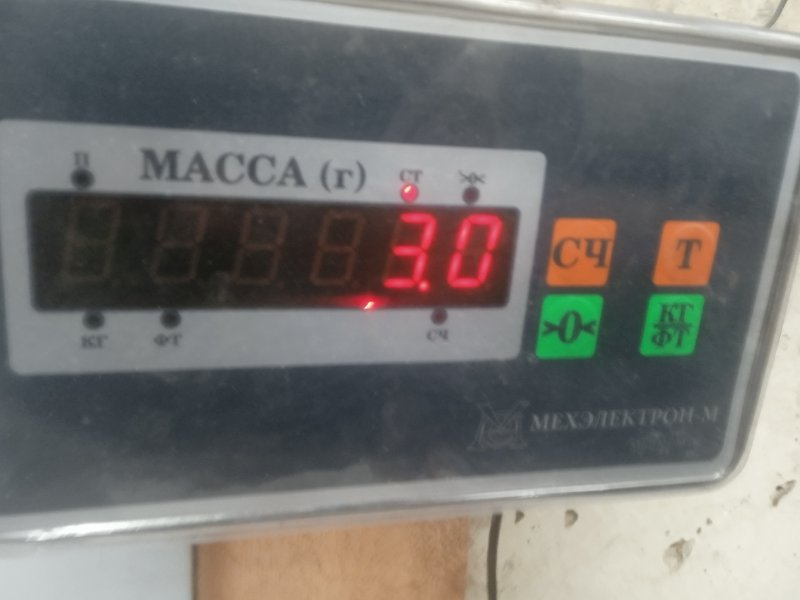 П
МАССА (г)
СТ
3.0
КГ
ФТ
СЧ
СЧ
Т
>0<
КГ
ФТ
МЕХЭЛЕКТРОН-М